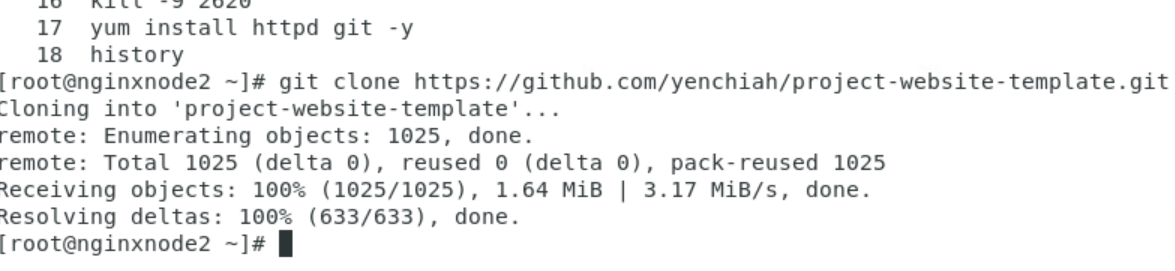 16 kill -9 2620
17 yum install httpd git -y
18 history
[root@nginxnode2 ~]# git clone https://github.com/yenchiah/project-website-template.git
Cloning into 'project-website-template'...
remote: Enumerating objects: 1025, done.
remote: Total 1025 (delta 0), reused 0 (delta 0), pack-reused 1025
Receiving objects: 100% (1025/1025), 1.64 MiB | 3.17 MiB/s, done.
Resolving deltas: 100% (633/633), done.
[root@nginxnode2 ~]#